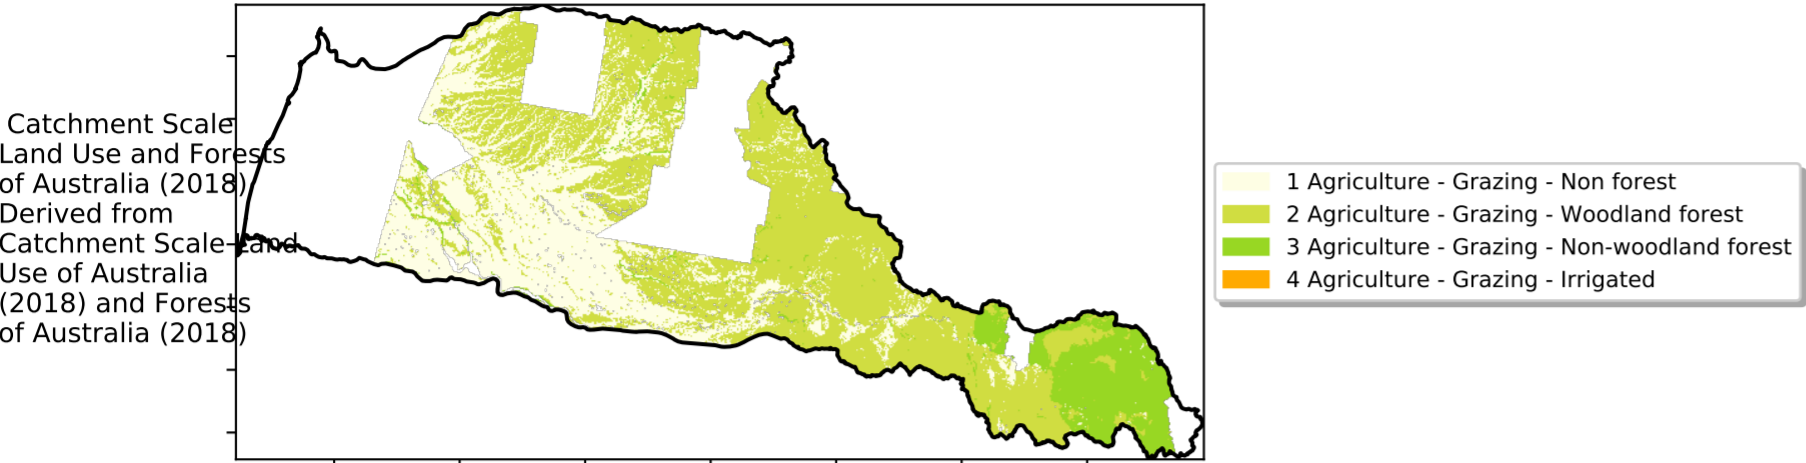 Catchment Scale
Land Use and Forests
of Australia (2018)
Derived from
Catchment Scale Land
Use of Australia
(2018) and Forests
of Australia (2018)
1 Agriculture - Grazing - Non forest
2 Agriculture - Grazing - Woodland forest
3 Agriculture - Grazing - Non-woodland forest
4 Agriculture - Grazing - Irrigated